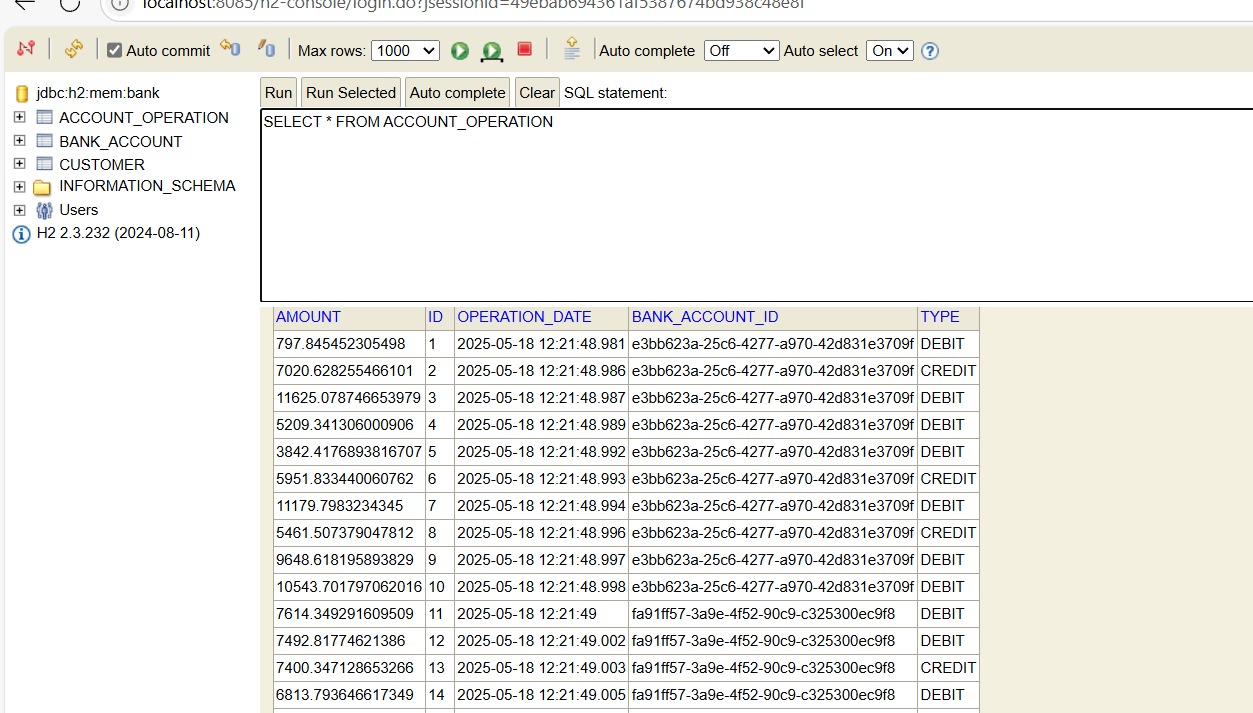 localhost:8085/h2-console/login.do?jsessionid=49ebab694361af5387674bd938c48e8f
Auto commit Max rows: 1000 Auto complete Off Auto select On
jdbc:h2:mem:bank
ACCOUNT_OPERATION
BANK_ACCOUNT
CUSTOMER
INFORMATION_SCHEMA
Users
H2 2.3.232 (2024-08-11)
Run Run Selected Auto complete Clear SQL statement:
SELECT * FROM ACCOUNT_OPERATION
AMOUNT ID OPERATION_DATE BANK_ACCOUNT_ID TYPE
797.845452305498 1 2025-05-18 12:21:48.981 e3bb623a-25c6-4277-a970-42d831e3709f DEBIT
7020.628255466101 2 2025-05-18 12:21:48.986 e3bb623a-25c6-4277-a970-42d831e3709f CREDIT
11625.078746653979 3 2025-05-18 12:21:48.987 e3bb623a-25c6-4277-a970-42d831e3709f DEBIT
5209.341306000906 4 2025-05-18 12:21:48.989 e3bb623a-25c6-4277-a970-42d831e3709f DEBIT
3842.4176893816707 5 2025-05-18 12:21:48.992 e3bb623a-25c6-4277-a970-42d831e3709f DEBIT
5951.833440060762 6 2025-05-18 12:21:48.993 e3bb623a-25c6-4277-a970-42d831e3709f CREDIT
11179.7983234345 7 2025-05-18 12:21:48.994 e3bb623a-25c6-4277-a970-42d831e3709f DEBIT
5461.507379047812 8 2025-05-18 12:21:48.996 e3bb623a-25c6-4277-a970-42d831e3709f CREDIT
9648.618195893829 9 2025-05-18 12:21:48.997 e3bb623a-25c6-4277-a970-42d831e3709f DEBIT
10543.701797062016 10 2025-05-18 12:21:48.998 e3bb623a-25c6-4277-a970-42d831e3709f DEBIT
7614.349291609509 11 2025-05-18 12:21:49 fa91ff57-3a9e-4f52-90c9-c325300ec9f8 DEBIT
7492.81774621386 12 2025-05-18 12:21:49.002 fa91ff57-3a9e-4f52-90c9-c325300ec9f8 DEBIT
7400.347128653266 13 2025-05-18 12:21:49.003 fa91ff57-3a9e-4f52-90c9-c325300ec9f8 CREDIT
6813.793646617349 14 2025-05-18 12:21:49.005 fa91ff57-3a9e-4f52-90c9-c325300ec9f8 DEBIT